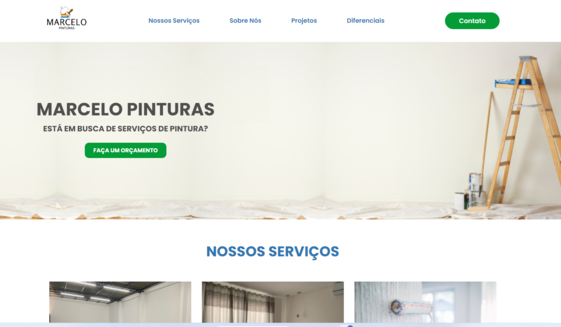 MARCELO
PINTURAS
Nossos Serviços
Sobre Nós
Projetos
Diferenciais
Contato
MARCELO PINTURAS
ESTÁ EM BUSCA DE SERVIÇOS DE PINTURA?
FAÇA UM ORÇAMENTO
NOSSOS SERVIÇOS